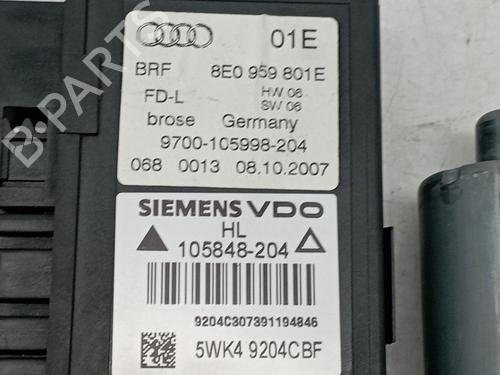 01E
BRF 8E0 959 801E
FD-L HW 06
SW 06
brose Germany
9700-105998-204
068 0013 08.10.2007
SIEMENS VDO
HL
105848-204
9204C307391194846
5WK4 9204CBF
B-PARTS